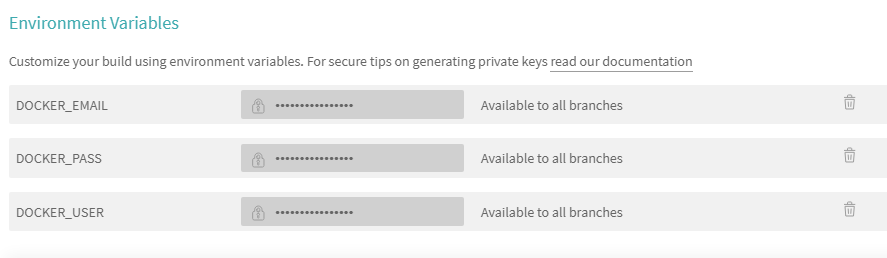 Environment Variables
Customize your build using environment variables. For secure tips on generating private keys read our documentation
DOCKER_EMAIL •••••••••••••••• Available to all branches
DOCKER_PASS •••••••••••••••• Available to all branches
DOCKER_USER •••••••••••••••• Available to all branches